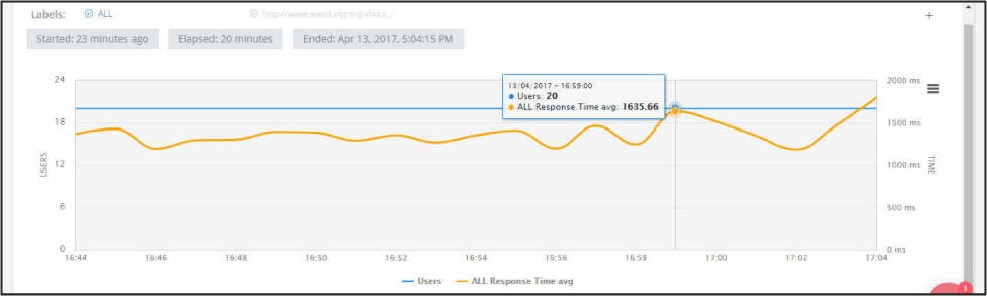 Labels: ALL
Started: 23 minutes ago Elapsed: 20 minutes Ended: Apr 13, 2017, 5:04:15 PM
24 2000 ms
13/04/2017 - 16:59:00
Users: 20
ALL Response Time avg: 1635.66
18 1500 ms
USERS
12 1000 ms
TIME
6 500 ms
0 0 ms
16:44 16:46 16:48 16:50 16:52 16:54 16:56 16:58 17:00 17:02 17:04
Users ALL Response Time avg
1